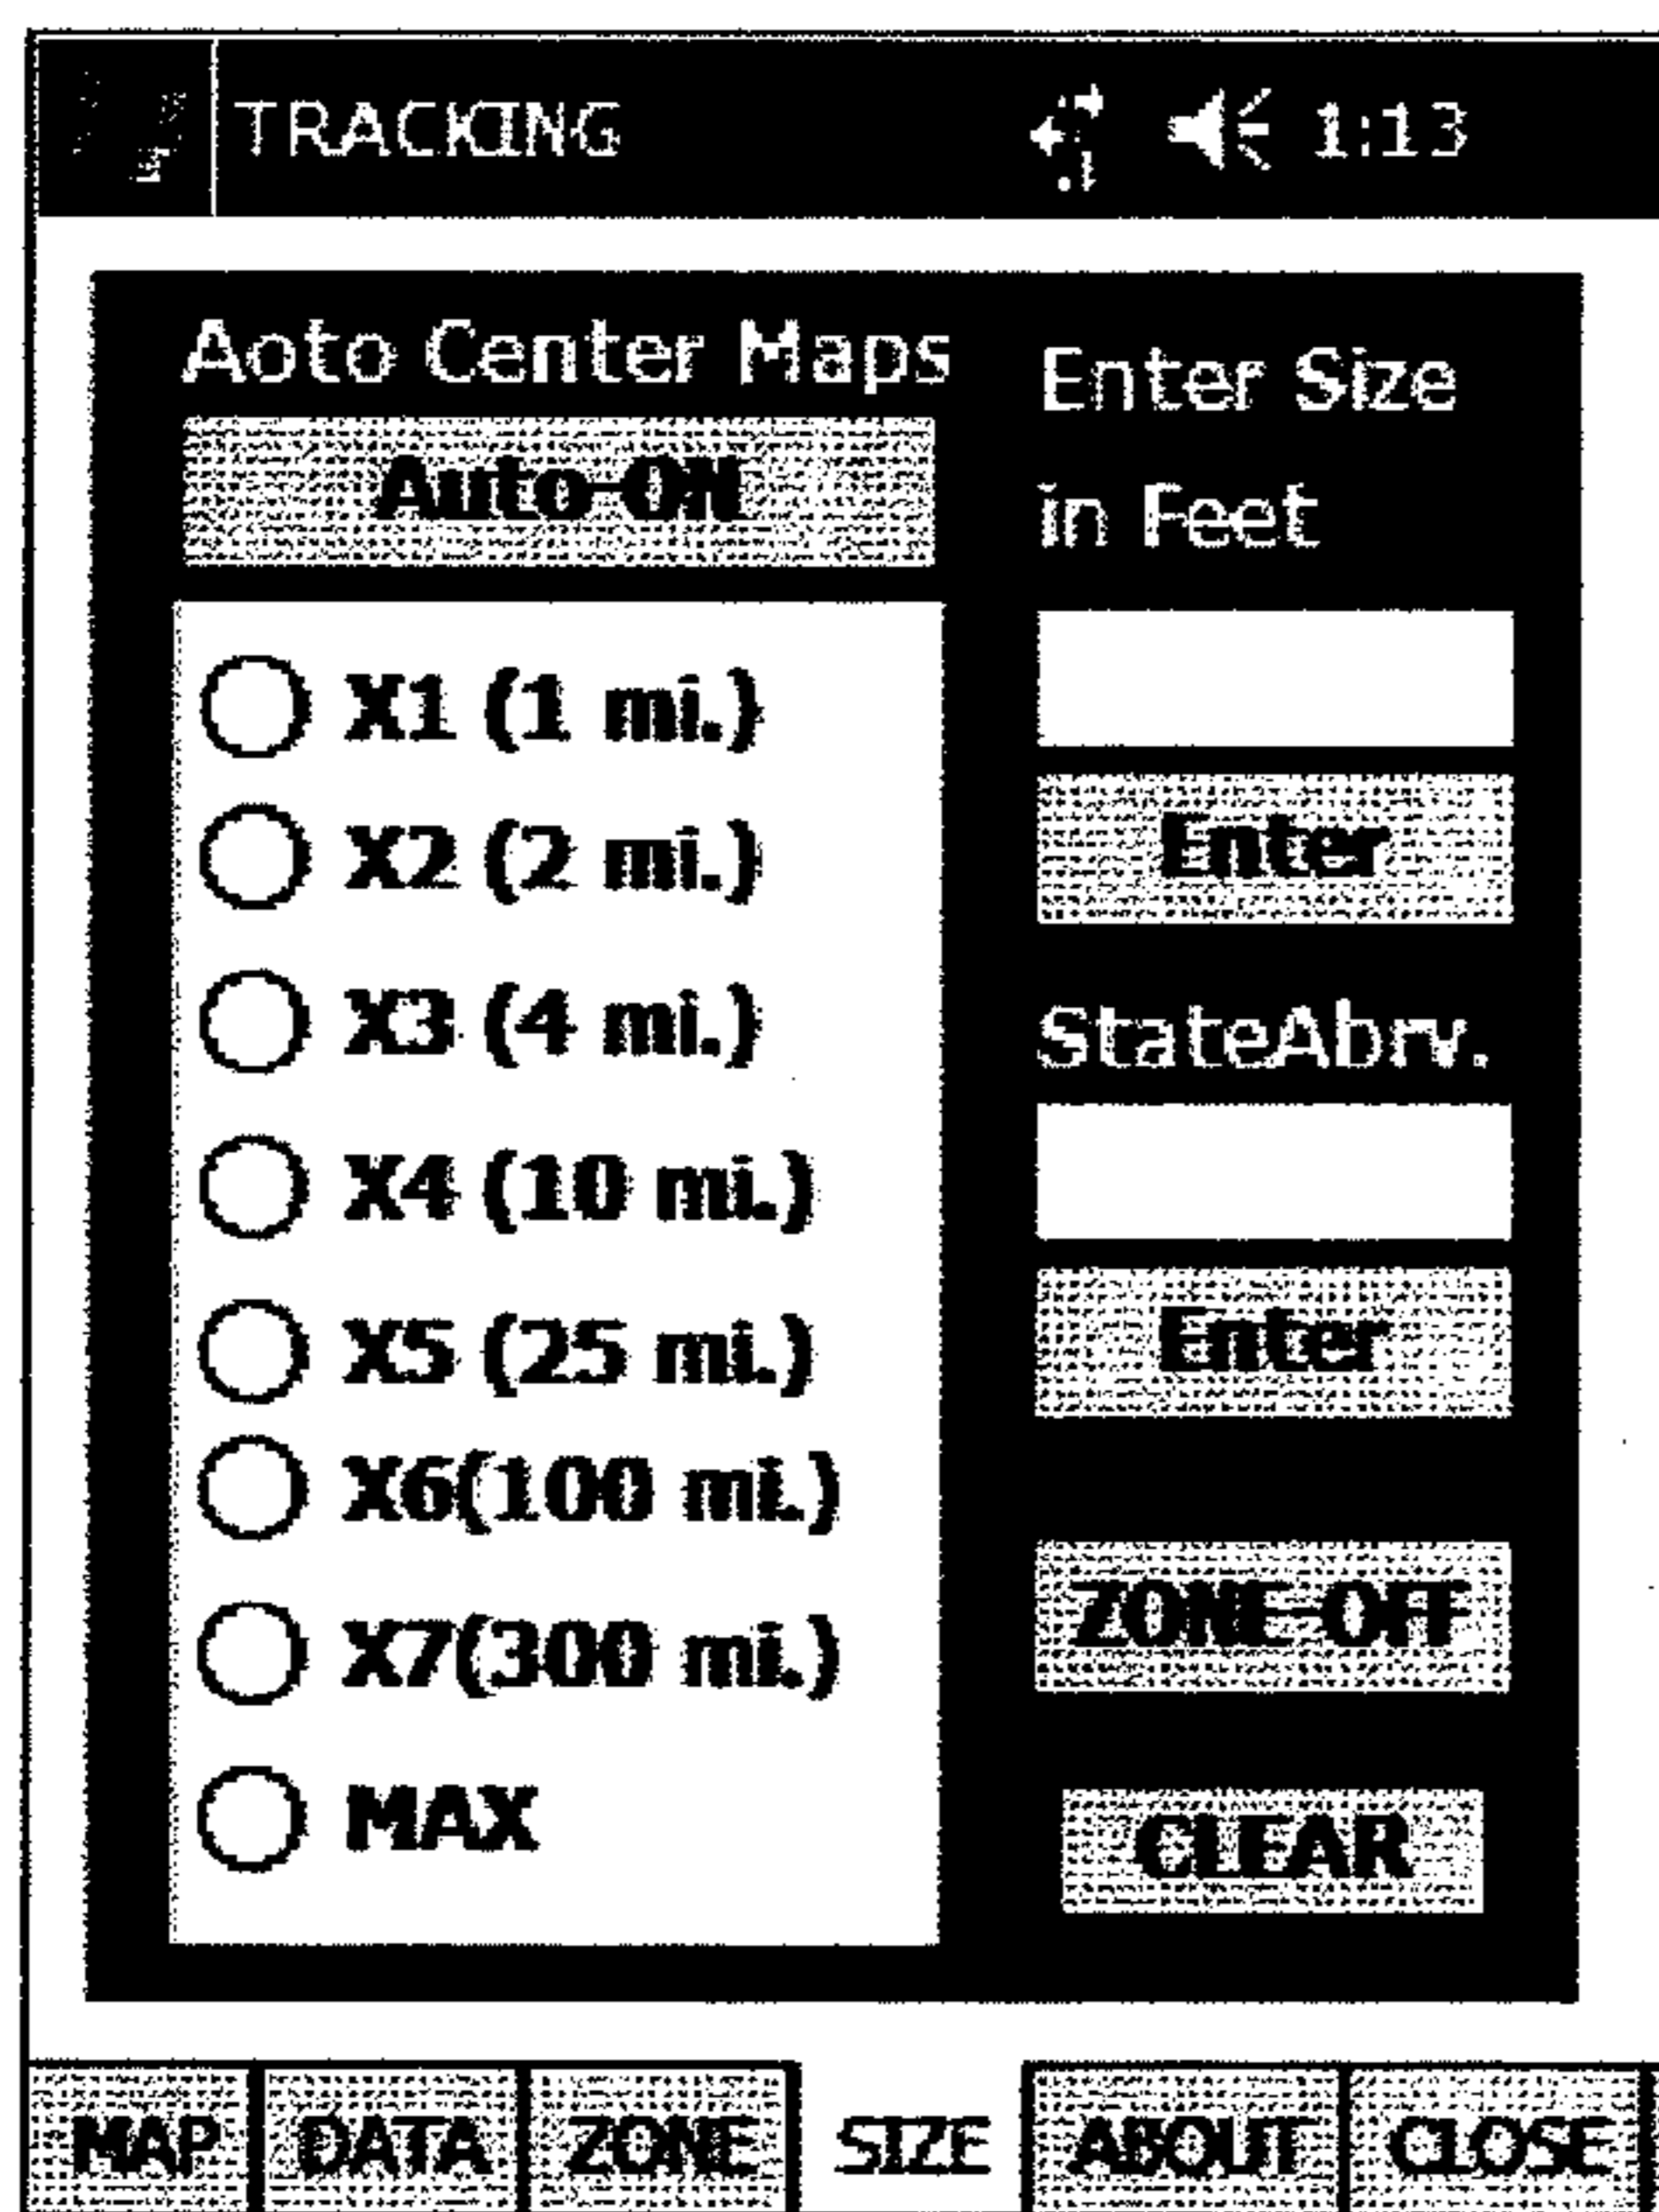 TRACKING 1:13
Aoto Center Maps
Auto-ON
X1 (1 mi.)
X2 (2 mi.)
X3 (4 mi.)
X4 (10 mi.)
X5 (25 mi.)
X6(100 mi.)
X7(300 mi.)
MAX
Enter Size
in Feet
Enter
StateAbrv.
Enter
ZONE-OFF
CLEAR
MAP DATA ZONE SIZE ABOUT CLOSE